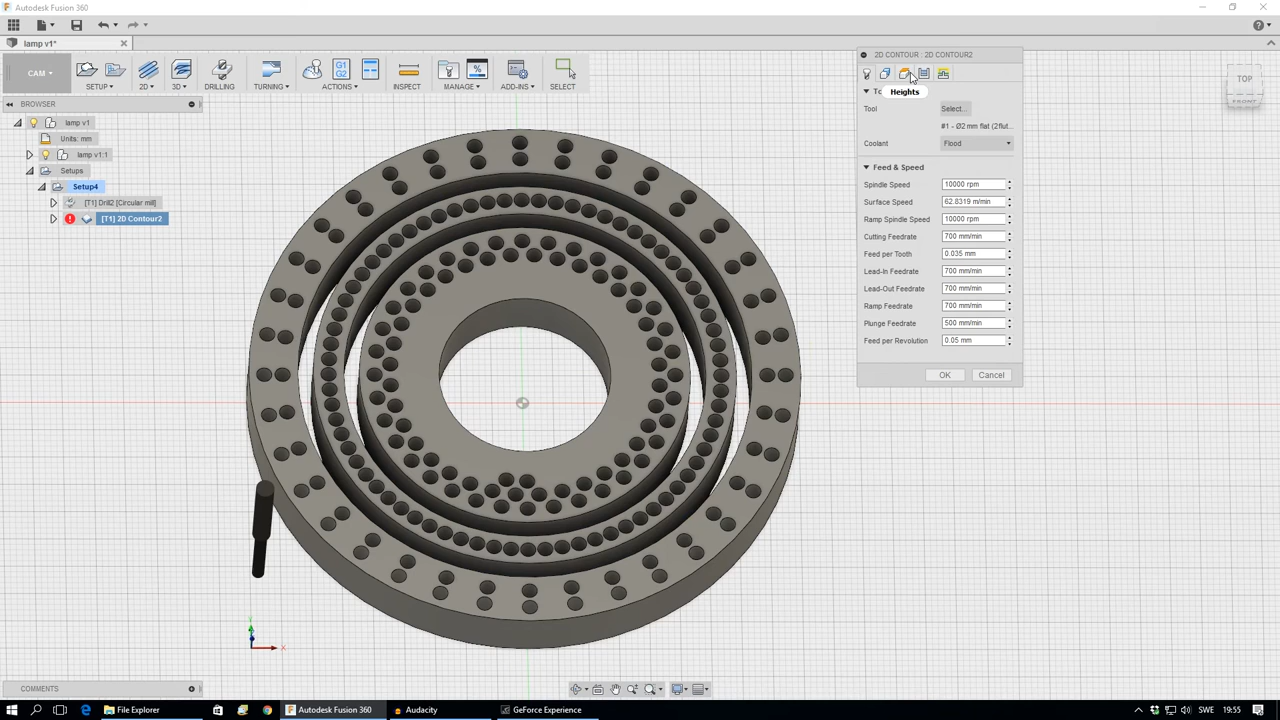 Autodesk Fusion 360
lamp v1*
CAM
SETUP
2D
3D
DRILLING
TURNING
G1
G2
ACTIONS
INSPECT
%
MANAGE
ADD-INS
SELECT
BROWSER
lamp v1
Units: mm
lamp v1:1
Setups
Setup4
[T1] Drill2 [Circular mill]
[T1] 2D Contour2
TOP
FRONT
2D CONTOUR : 2D CONTOUR2
Heights
To
Tool
Select...
#1 - Ø2 mm flat (2flut...
Coolant
Flood
Feed & Speed
Spindle Speed 10000 rpm
Surface Speed 62.8319 m/min
Ramp Spindle Speed 10000 rpm
Cutting Feedrate 700 mm/min
Feed per Tooth 0.035 mm
Lead-In Feedrate 700 mm/min
Lead-Out Feedrate 700 mm/min
Ramp Feedrate 700 mm/min
Plunge Feedrate 500 mm/min
Feed per Revolution 0.05 mm
OK Cancel
Y
X
COMMENTS
File Explorer
Autodesk Fusion 360
Audacity
GeForce Experience
SWE
19:55